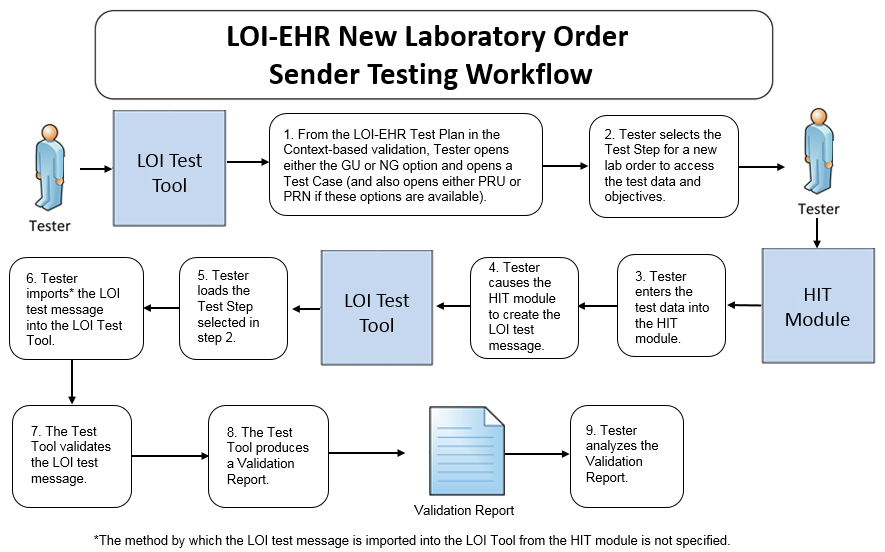 LOI-EHR New Laboratory Order
Sender Testing Workflow
Tester
LOI Test
Tool
1. From the LOI-EHR Test Plan in the
Context-based validation, Tester opens
either the GU or NG option and opens a
Test Case (and also opens either PRU or
PRN if these options are available).
2. Tester selects the
Test Step for a new
lab order to access
the test data and
objectives.
Tester
HIT
Module
3. Tester
enters the
test data into
the HIT
module.
4. Tester
causes the
HIT module
to create the
LOI test
message.
LOI Test
Tool
5. Tester
loads the
Test Step
selected in
step 2.
6. Tester
imports* the LOI
test message
into the LOI Test
Tool.
7. The Test
Tool validates
the LOI test
message.
8. The Test
Tool produces
a Validation
Report.
Validation Report
9. Tester
analyzes the
Validation
Report.
*The method by which the LOI test message is imported into the LOI Tool from the HIT module is not specified.